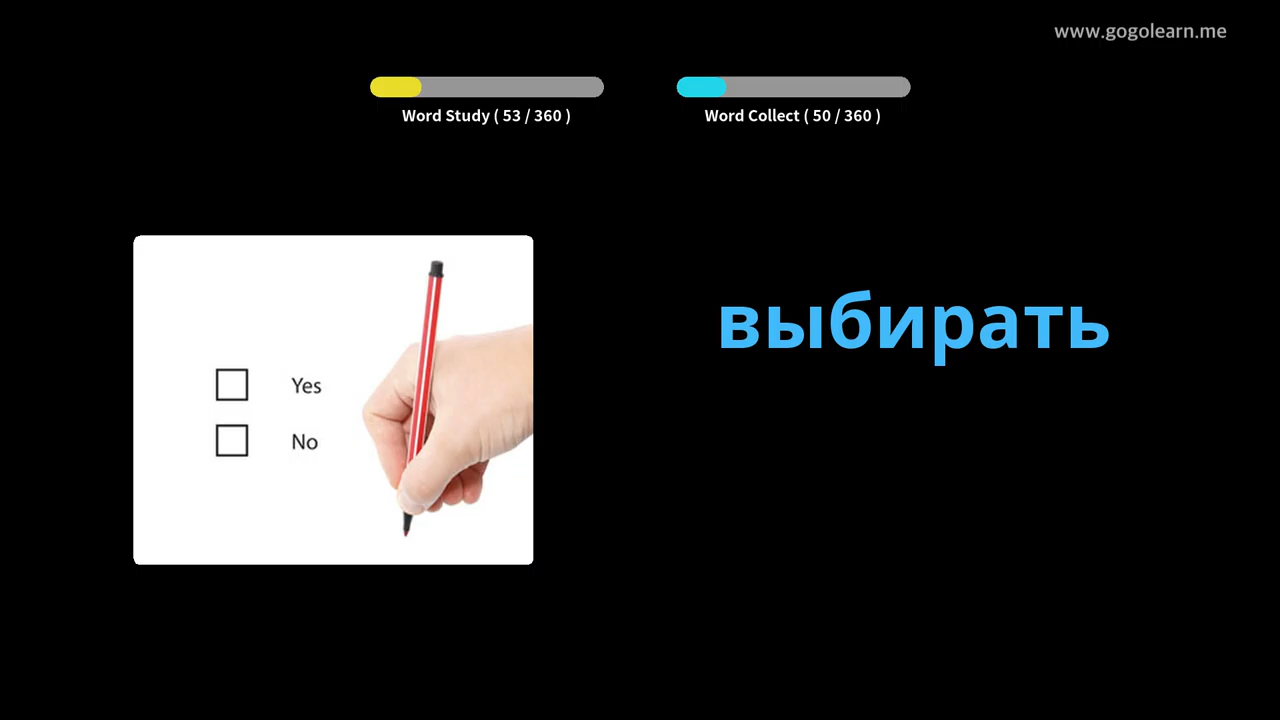 www.gogolearn.me
Word Study ( 53 / 360 )
Word Collect ( 50 / 360 )
выбирать
Yes
No